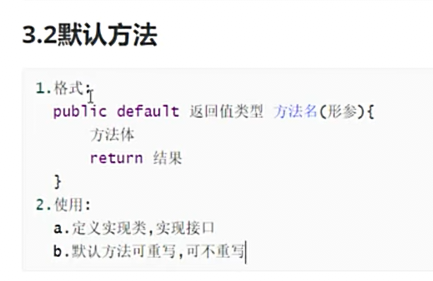 3.2默认方法
1.格式:
public default 返回值类型 方法名(形参){
方法体
return 结果
}
2.使用:
a.定义实现类,实现接口
b.默认方法可重写,可不重写